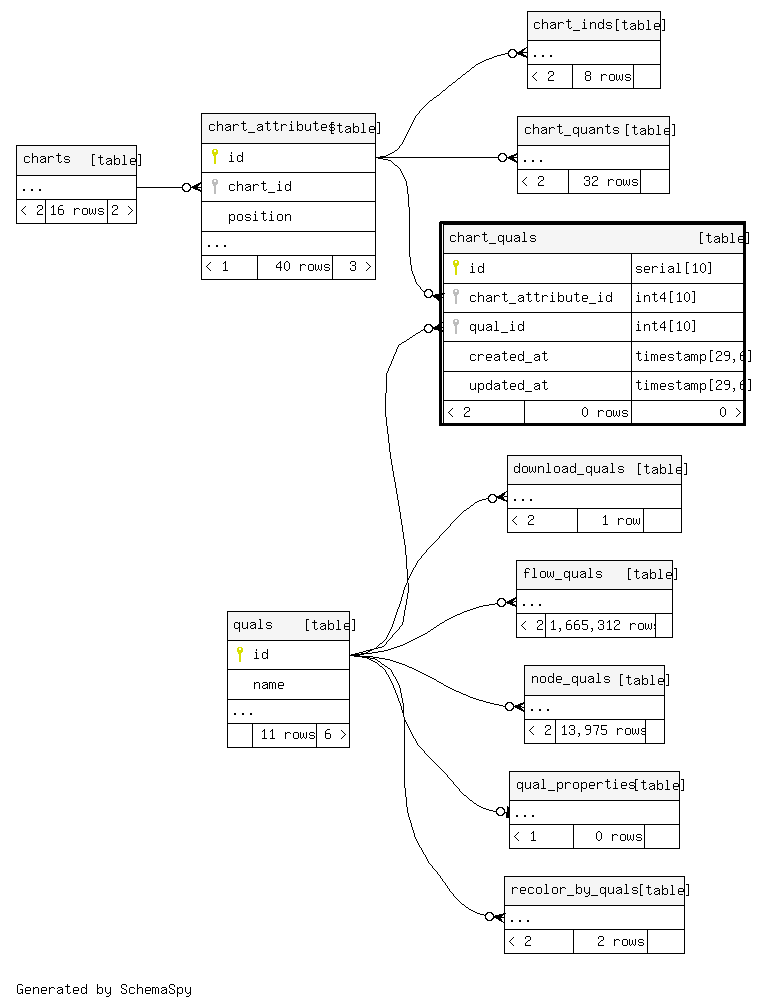 chart_inds [table]
...
< 2 8 rows
chart_attributes [table]
id
chart_id
position
...
< 1 40 rows 3 >
chart_quants [table]
...
< 2 32 rows
charts [table]
...
< 2 16 rows 2 >
chart_quals [table]
id serial[10]
chart_attribute_id int4[10]
qual_id int4[10]
created_at timestamp[29,6]
updated_at timestamp[29,6]
< 2 0 rows 0 >
download_quals [table]
...
< 2 1 row
flow_quals [table]
...
< 2 1,665,312 rows
quals [table]
id
name
...
11 rows 6 >
node_quals [table]
...
< 2 13,975 rows
qual_properties [table]
...
< 1 0 rows
recolor_by_quals [table]
...
< 2 2 rows
Generated by SchemaSpy